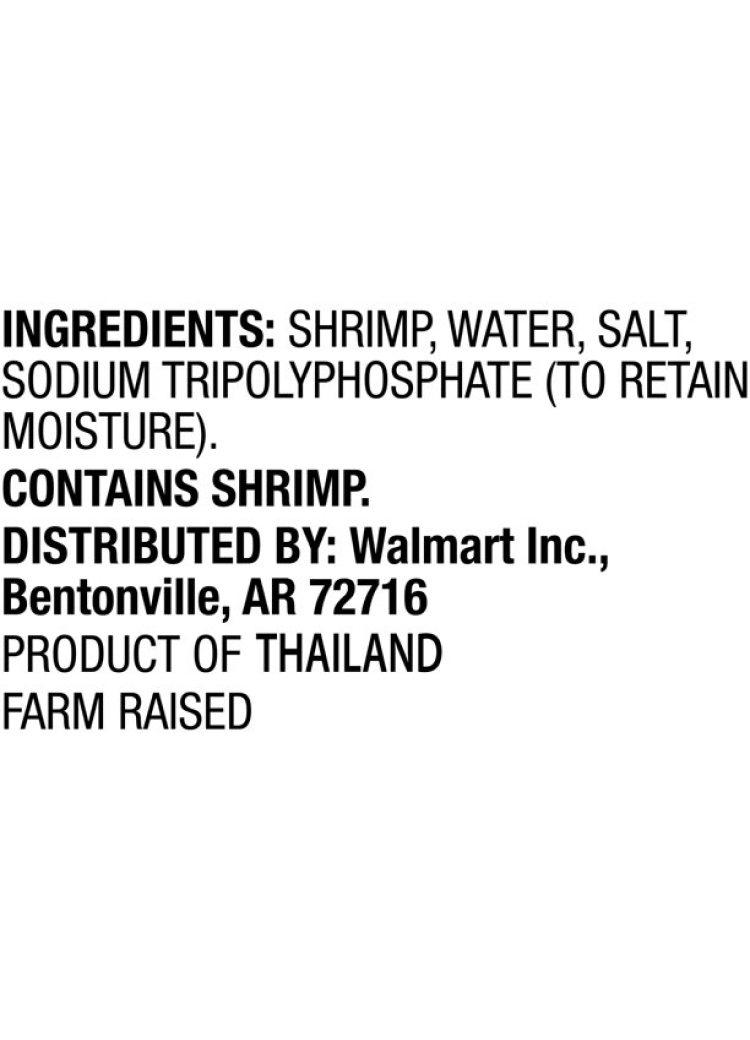 INGREDIENTS: SHRIMP, WATER, SALT,
SODIUM TRIPOLYPHOSPHATE (TO RETAIN
MOISTURE).
CONTAINS SHRIMP.
DISTRIBUTED BY: Walmart Inc.,
Bentonville, AR 72716
PRODUCT OF THAILAND
FARM RAISED